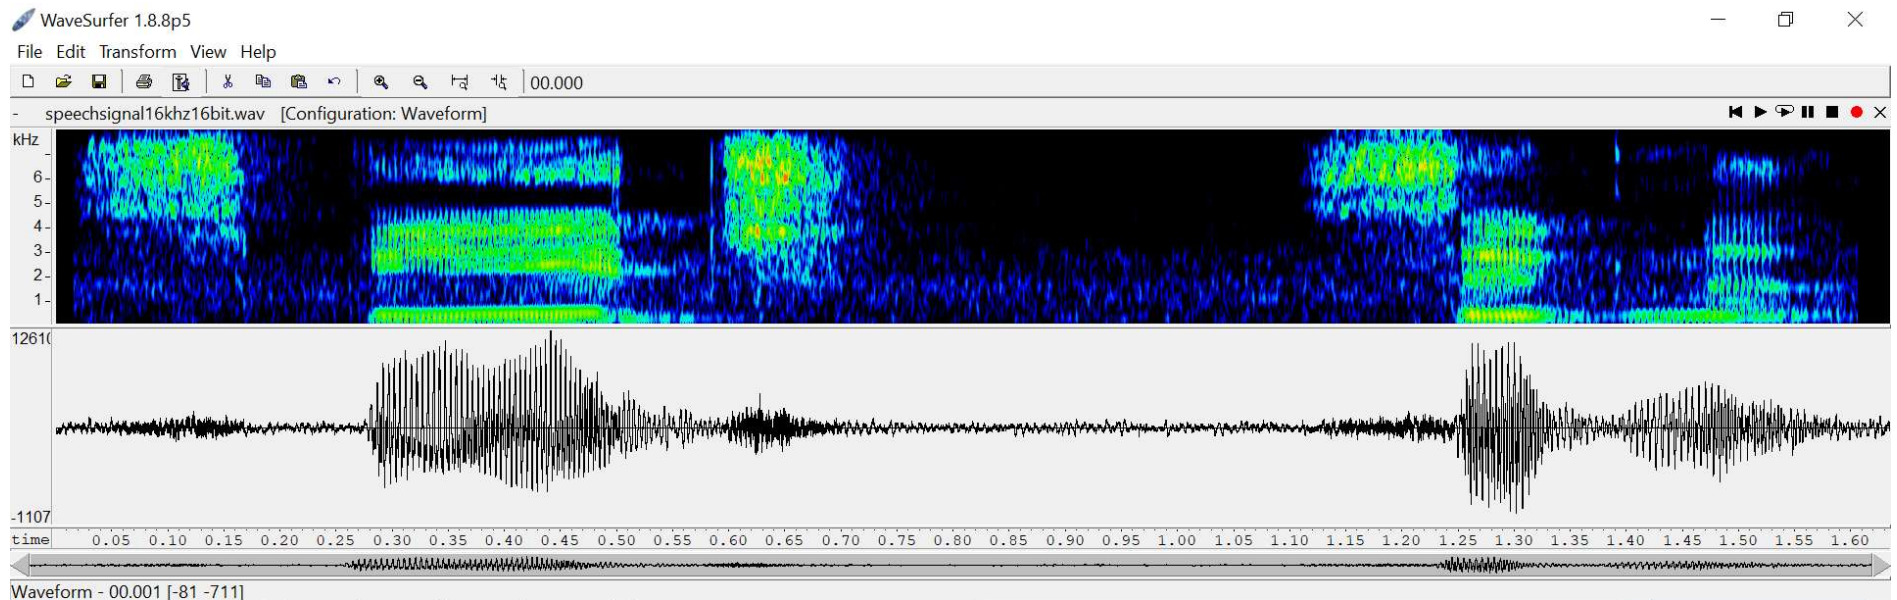 WaveSurfer 1.8.8p5
File Edit Transform View Help
00.000
- speechsignal16khz16bit.wav [Configuration: Waveform]
kHz
6
5
4
3
2
1
1261
-1107
time 0.05 0.10 0.15 0.20 0.25 0.30 0.35 0.40 0.45 0.50 0.55 0.60 0.65 0.70 0.75 0.80 0.85 0.90 0.95 1.00 1.05 1.10 1.15 1.20 1.25 1.30 1.35 1.40 1.45 1.50 1.55 1.60
Waveform - 00.001 [-81 -711]